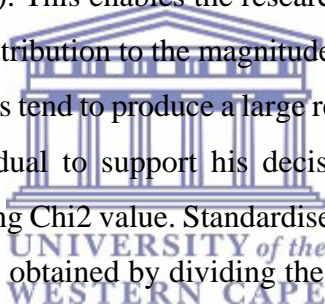 ). This enables the resear
tribution to the magnitude
s tend to produce a large re
dual to support his decis
ng Chi2 value. Standardise
UNIVERSITY of the
obtained by dividing the
WESTERN CAPE